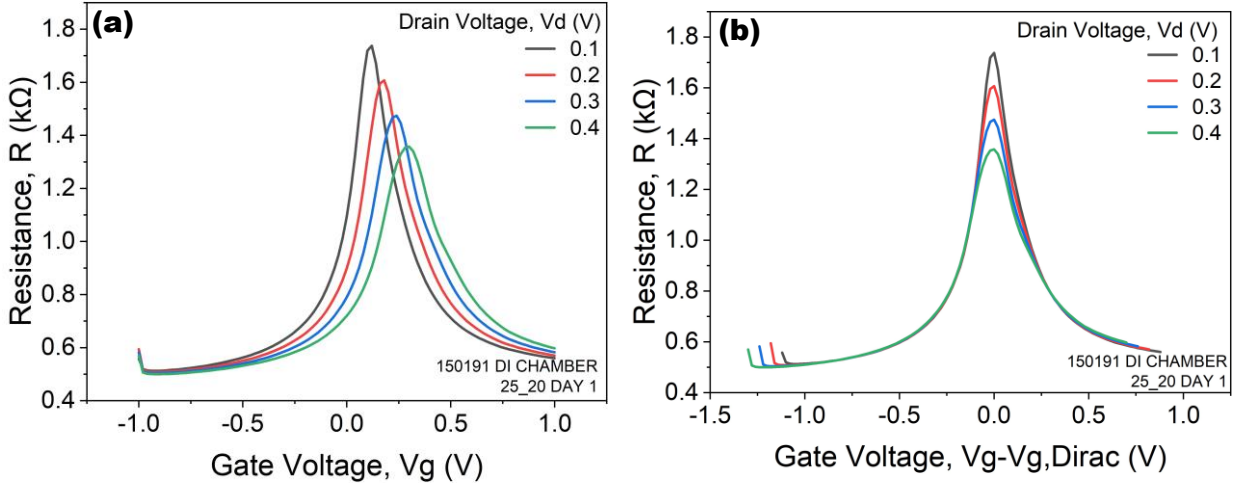 (a)
Drain Voltage, Vd (V)
0.1
0.2
0.3
0.4
1.8
1.6
1.4
1.2
1.0
0.8
0.6
0.4
Resistance, R (kΩ)
150191 DI CHAMBER
25_20 DAY 1
-1.0
-0.5
0.0
0.5
1.0
Gate Voltage, Vg (V)
(b)
Drain Voltage, Vd (V)
0.1
0.2
0.3
0.4
1.8
1.6
1.4
1.2
1.0
0.8
0.6
0.4
Resistance, R (kΩ)
150191 DI CHAMBER
25_20 DAY 1
-1.5
-1.0
-0.5
0.0
0.5
1.0
Gate Voltage, Vg-Vg,Dirac (V)